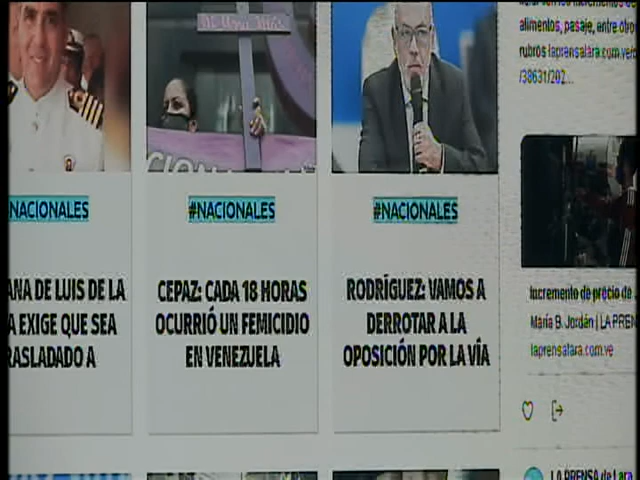 alimentos, pasaje, entre otro
rubros laprensalara.com.ve
/38631/202...
#NACIONALES
#NACIONALES
#NACIONALES
ANA DE LUIS DE LA
A EXIGE QUE SEA
RASLADADO A
CEPAZ: CADA 18 HORAS
OCURRIÓ UN FEMICIDIO
EN VENEZUELA
RODRÍGUEZ: VAMOS A
DERROTAR A LA
OPOSICIÓN POR LA VÍA
Incremento de precio de
María B. Jordán | LA PREN
laprensalara.com.ve
LA PRENSA de Lara